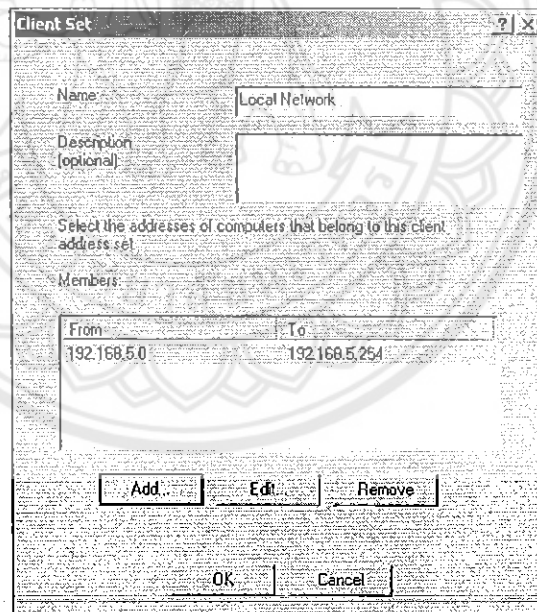 Client Set
Name:
Local Network
Description
(optional)
Select the addresses of computers that belong to this client
address set
Members:
From To
192.168.5.0 192.168.5.254
Add... Edit... Remove
OK Cancel